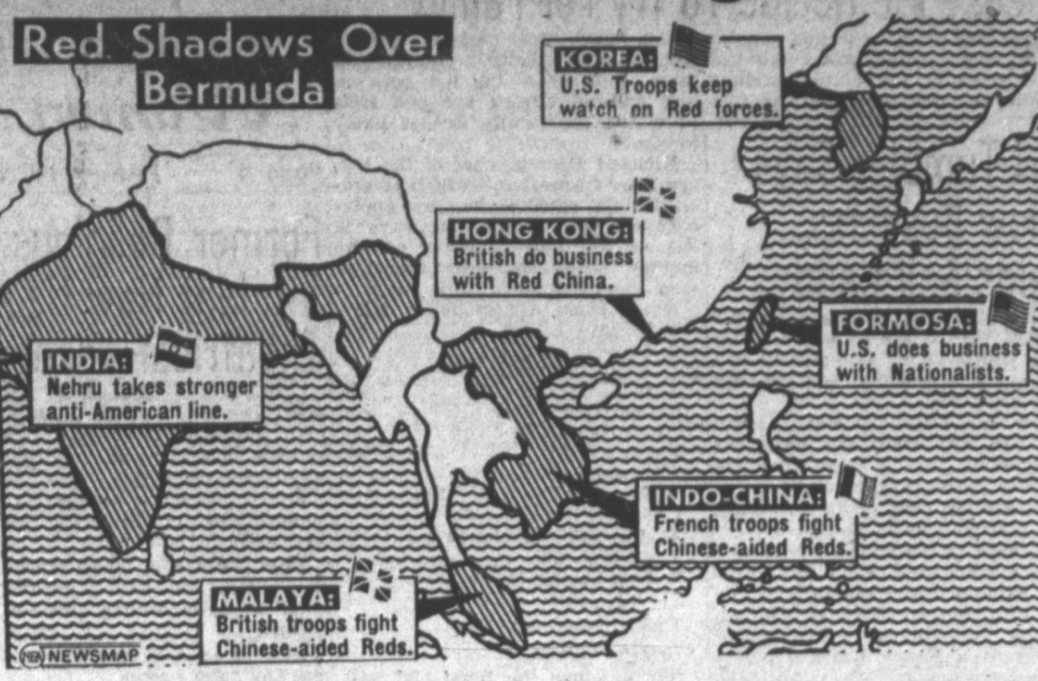 Red Shadows Over
Bermuda
KOREA:
U.S. Troops keep
watch on Red forces.
HONG KONG:
British do business
with Red China.
FORMOSA:
U.S. does business
with Nationalists.
INDIA:
Nehru takes stronger
anti-American line.
INDO-CHINA:
French troops fight
Chinese-aided Reds.
MALAYA:
British troops fight
Chinese-aided Reds.
NEA NEWSMAP